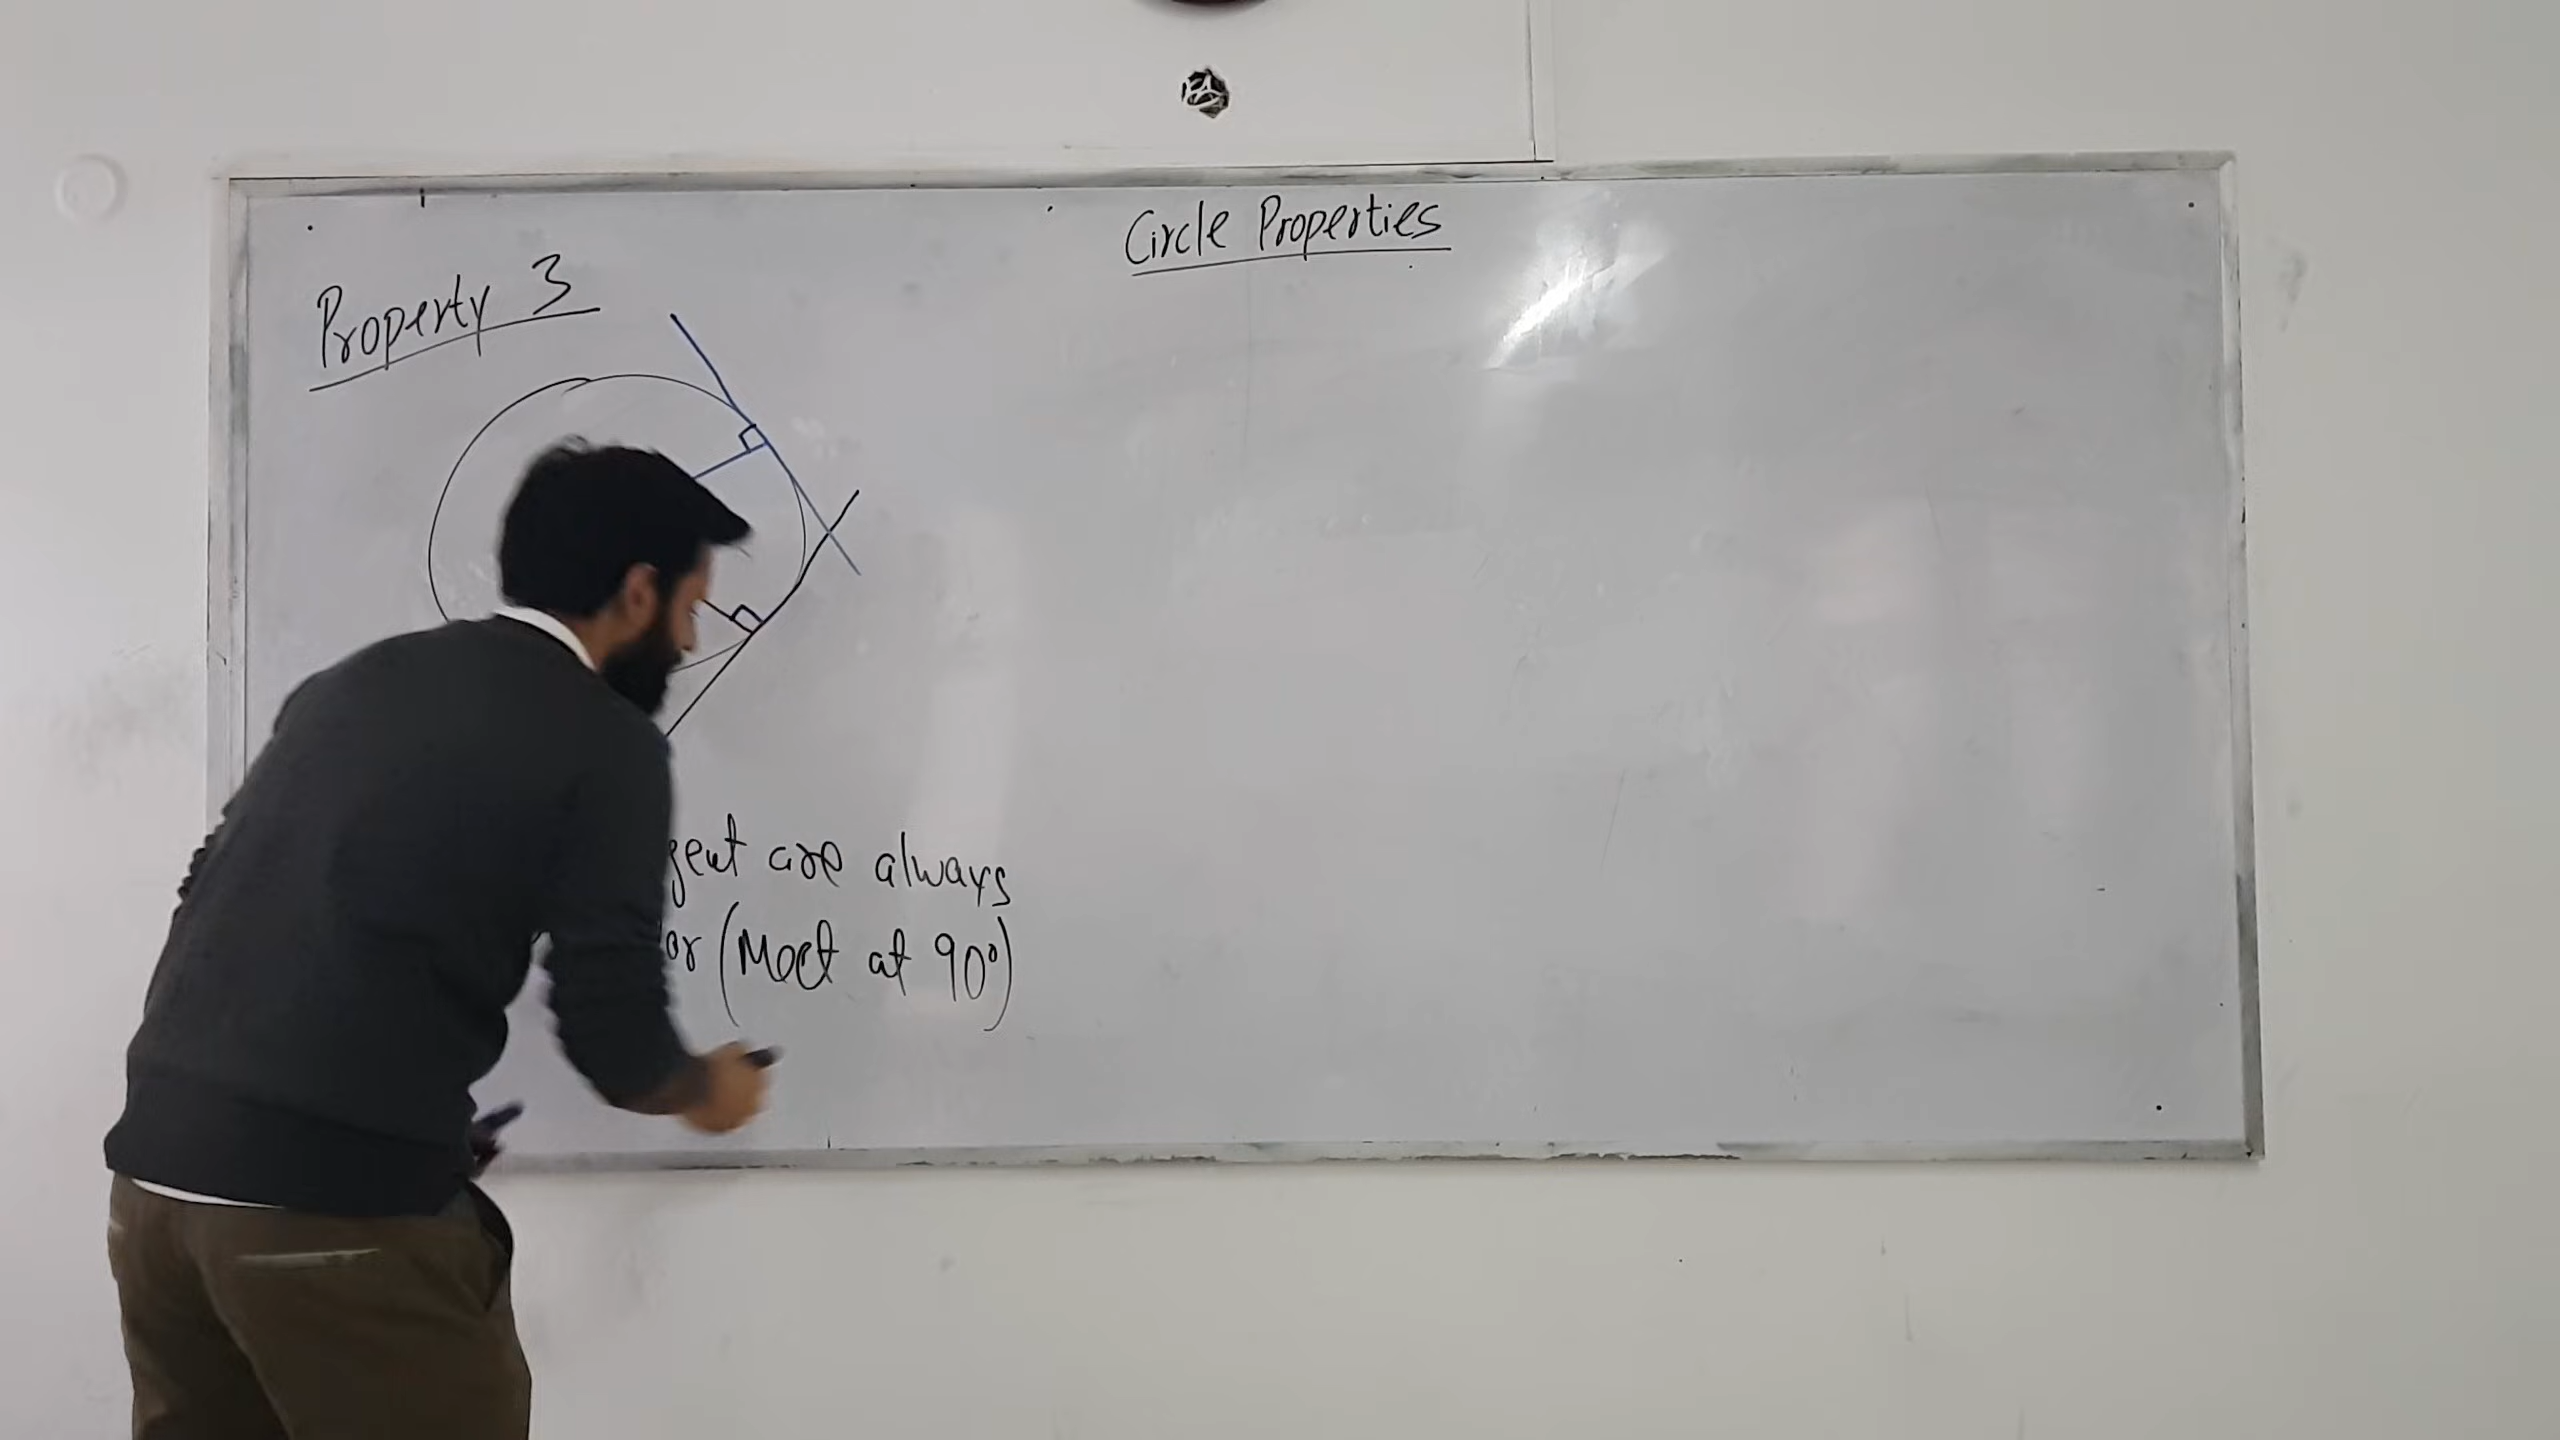 Circle Properties
Property 3
gent are always
or (Meet at 90°)